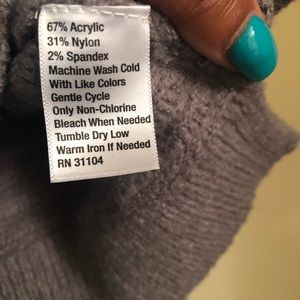 67% Acrylic
31% Nylon
2% Spandex
Machine Wash Cold
With Like Colors
Gentle Cycle
Only Non-Chlorine
Bleach When Needed
Tumble Dry Low
Warm Iron If Needed
RN 31104